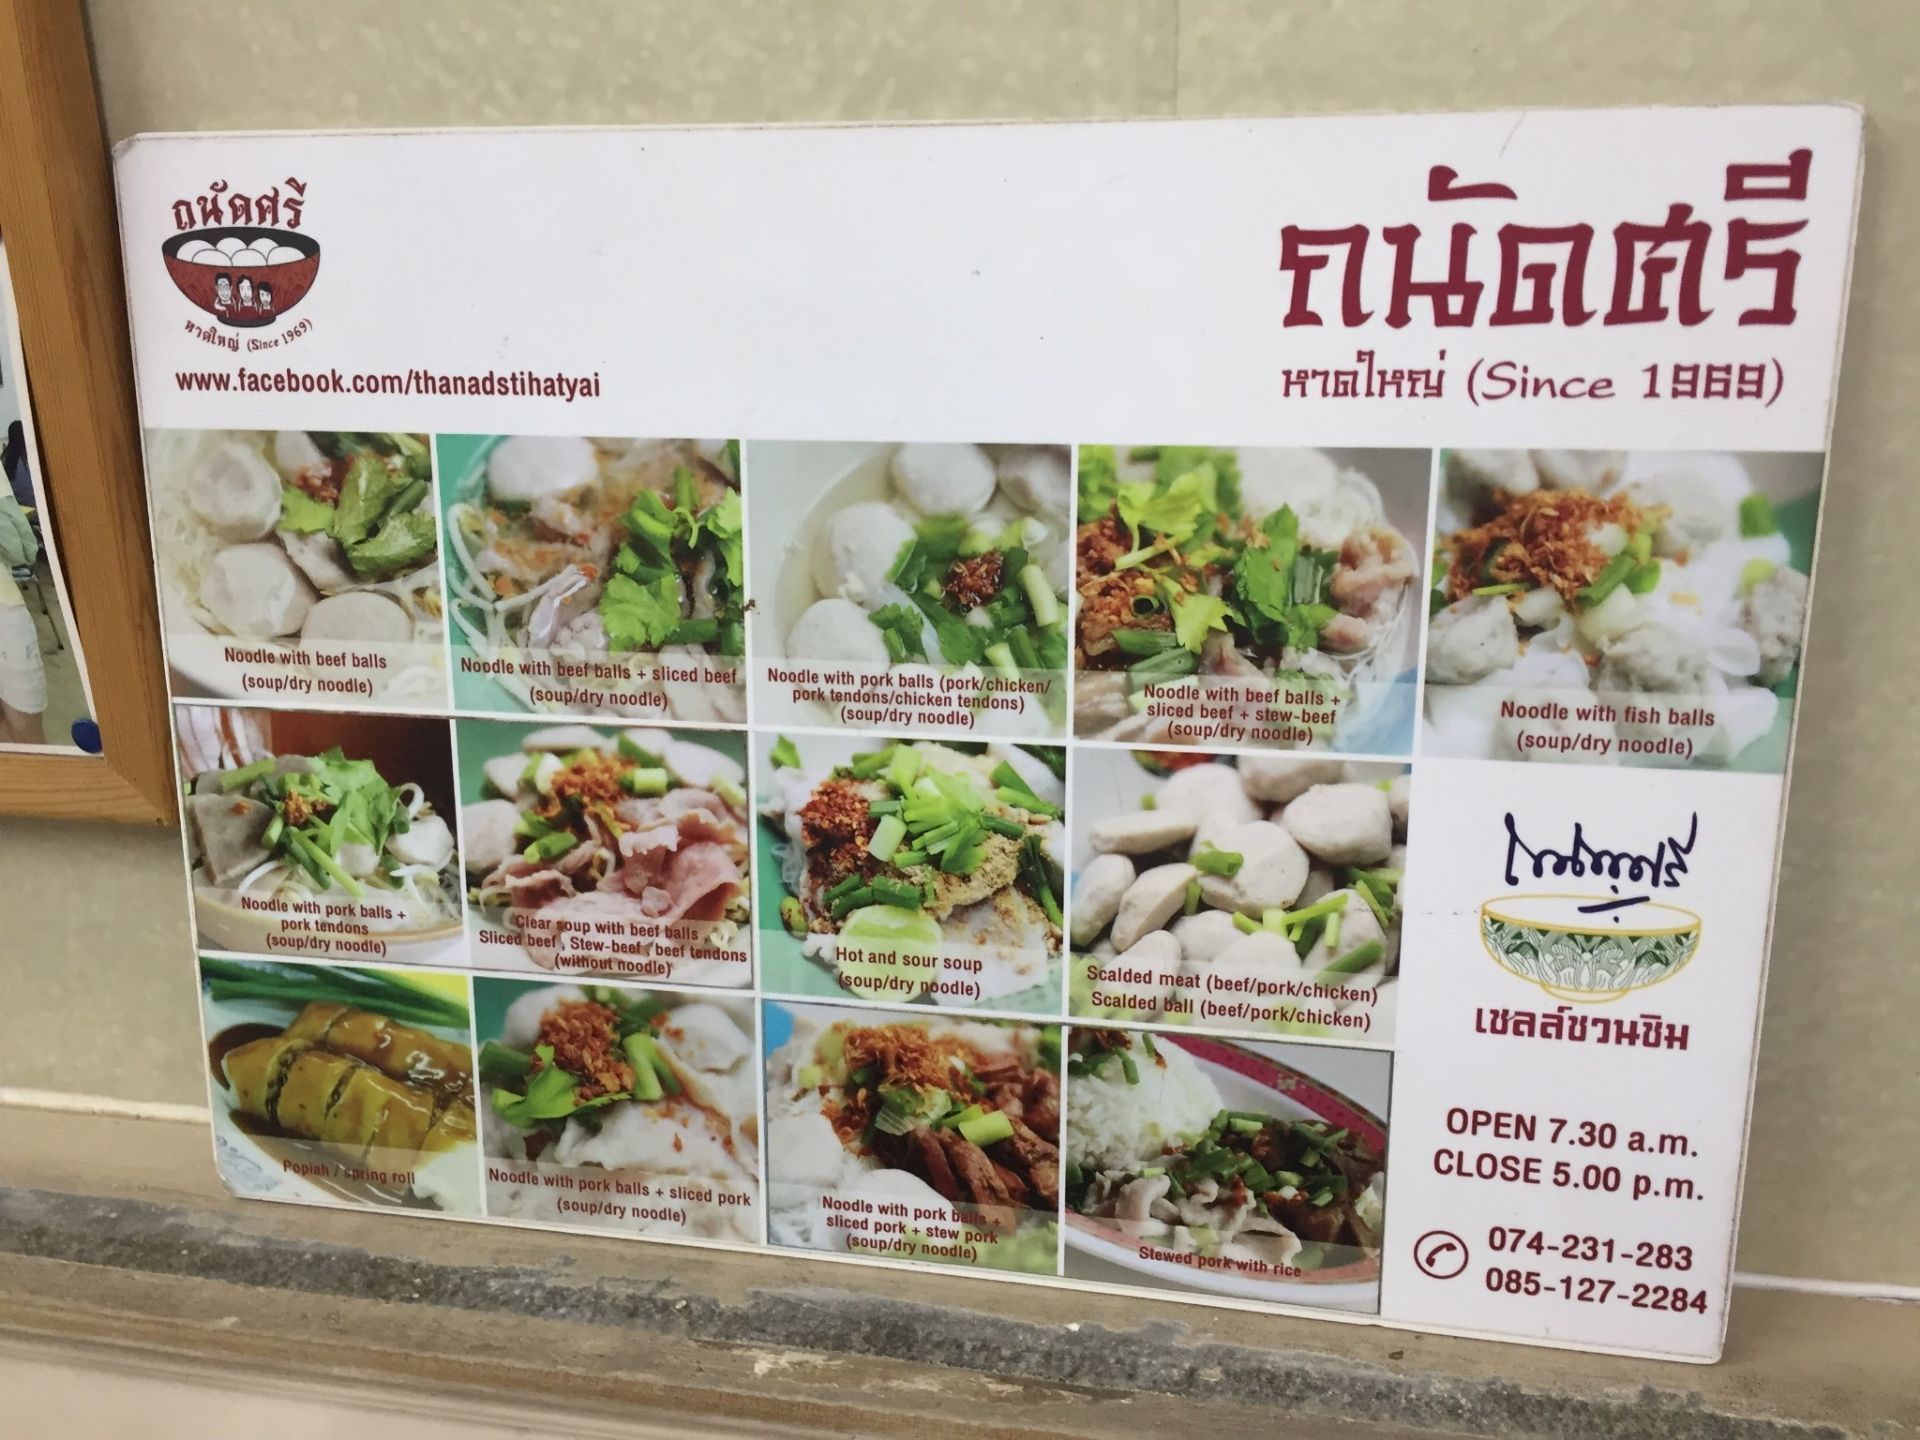 ถนัดศรี
หาดใหญ่ (Since 1969)
www.facebook.com/thanadstihatyai
ถนัดศรี
หาดใหญ่ (Since 1969)
Noodle with beef balls
(soup/dry noodle)
Noodle with beef balls + sliced beef
(soup/dry noodle)
Noodle with pork balls (pork/chicken/
pork tendons/chicken tendons)
(soup/dry noodle)
Noodle with beef balls +
sliced beef + stew-beef
(soup/dry noodle)
Noodle with fish balls
(soup/dry noodle)
Noodle with pork balls +
pork tendons
(soup/dry noodle)
Clear soup with beef balls ,
Sliced beef , Stew-beef , beef tendons
(without noodle)
Hot and sour soup
(soup/dry noodle)
Scalded meat (beef/pork/chicken)
Scalded ball (beef/pork/chicken)
Popiah / spring roll
Noodle with pork balls + sliced pork
(soup/dry noodle)
Noodle with pork balls +
sliced pork + stew pork
(soup/dry noodle)
Stewed pork with rice
เชลล์ชวนชิม
OPEN 7.30 a.m.
CLOSE 5.00 p.m.
074-231-283
085-127-2284